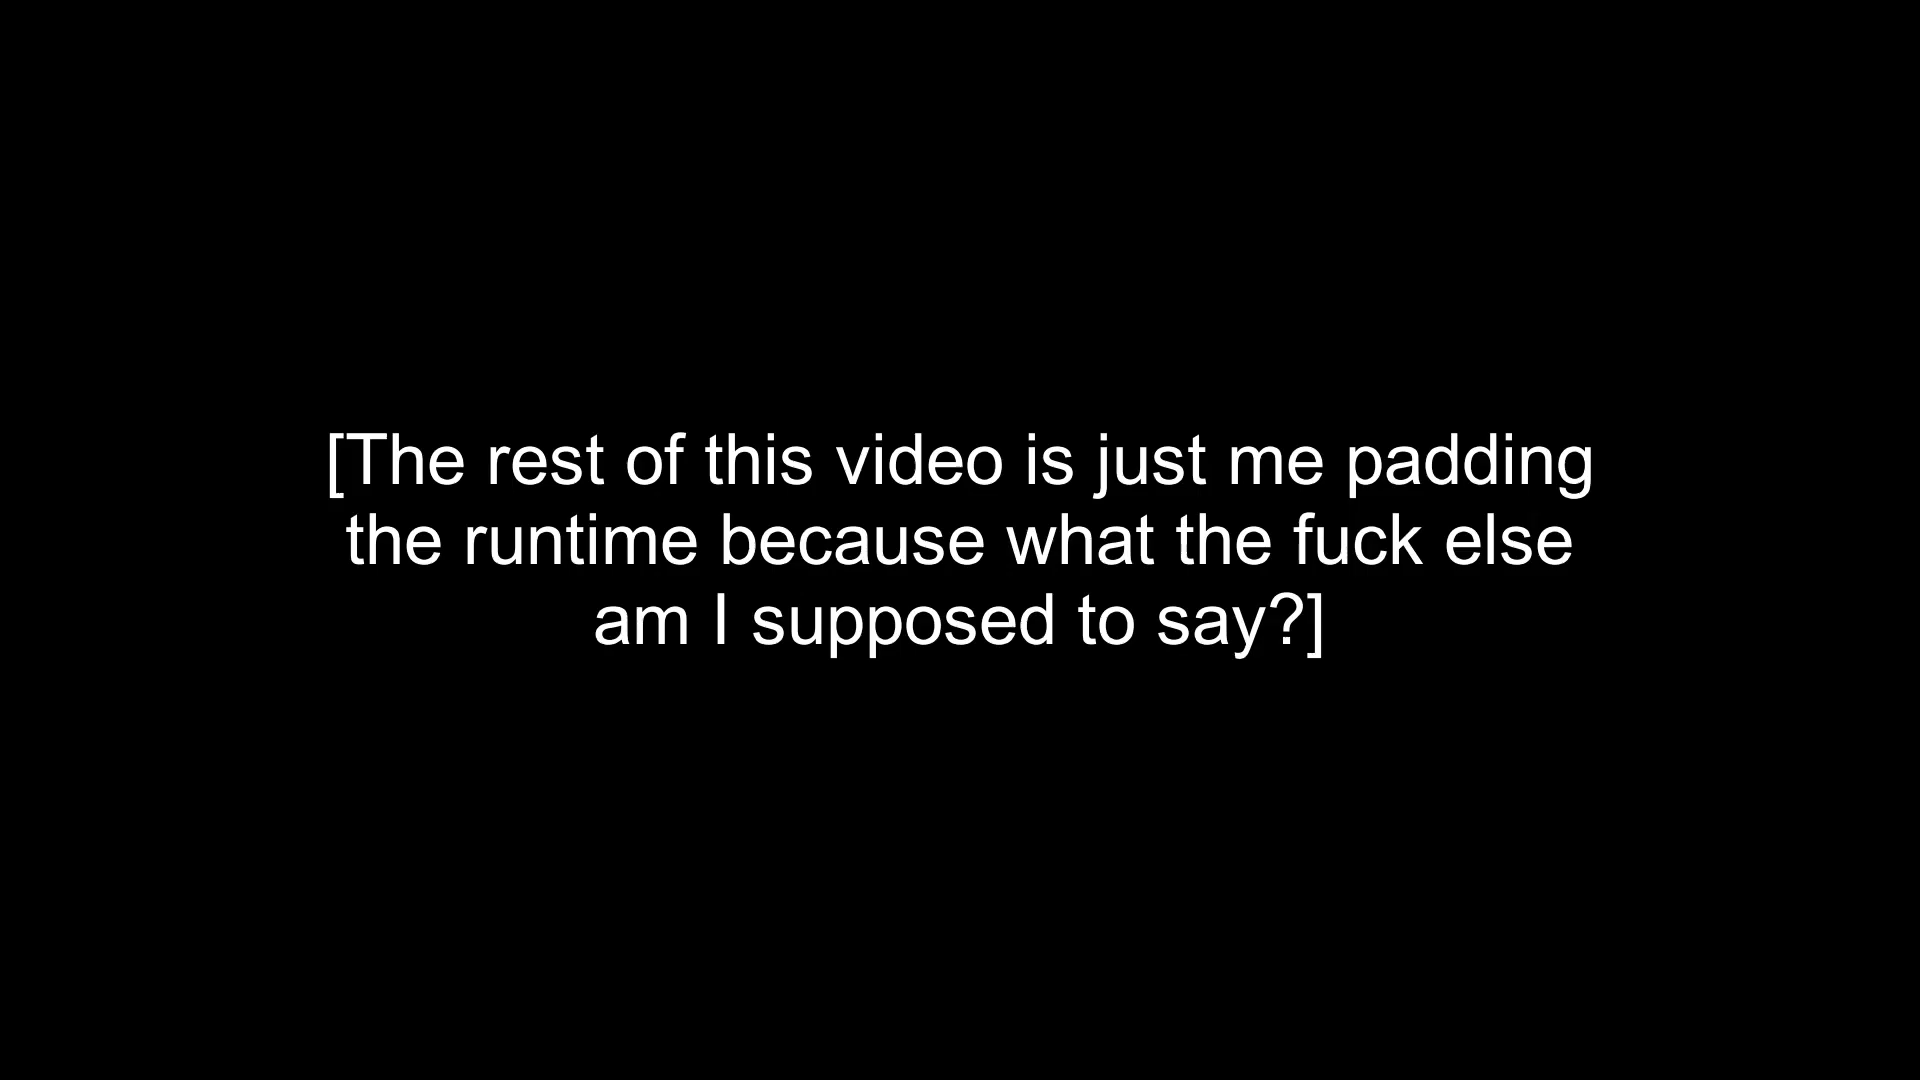 [The rest of this video is just me padding
the runtime because what the fuck else
am I supposed to say?]